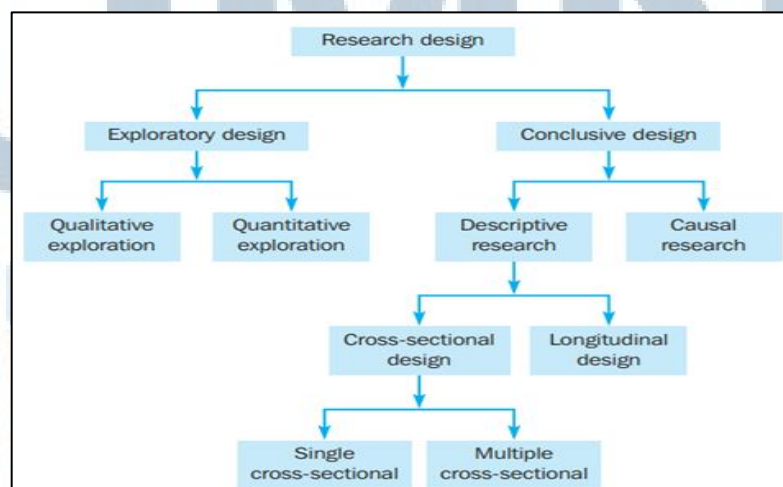 Research design
Exploratory design
Conclusive design
Qualitative
exploration
Quantitative
exploration
Descriptive
research
Causal
research
Cross-sectional
design
Longitudinal
design
Single
cross-sectional
Multiple
cross-sectional